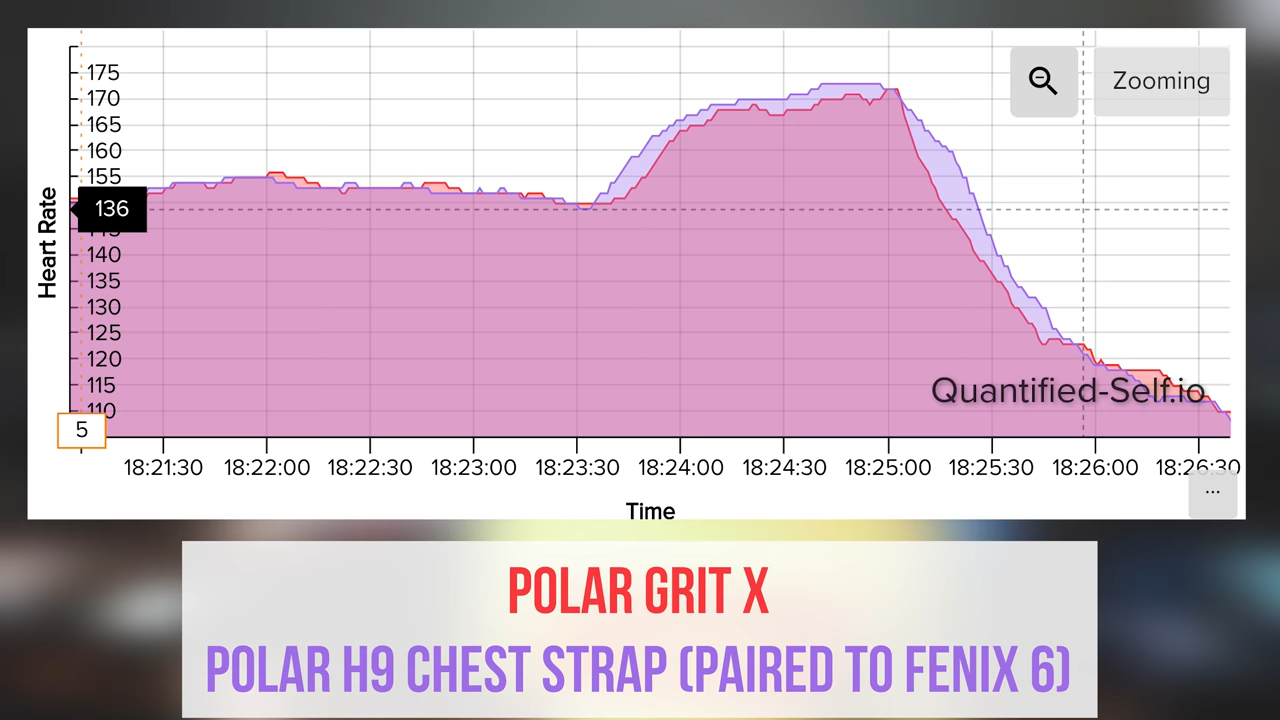 175
Zooming
170
165
160
155
136
145
140
135
130
125
120
115
110
Heart Rate
Quantified-Self.io
5
18:21:30 18:22:00 18:22:30 18:23:00 18:23:30 18:24:00 18:24:30 18:25:00 18:25:30 18:26:00 18:26:30
...
Time
POLAR GRIT X
POLAR H9 CHEST STRAP (PAIRED TO FENIX 6)